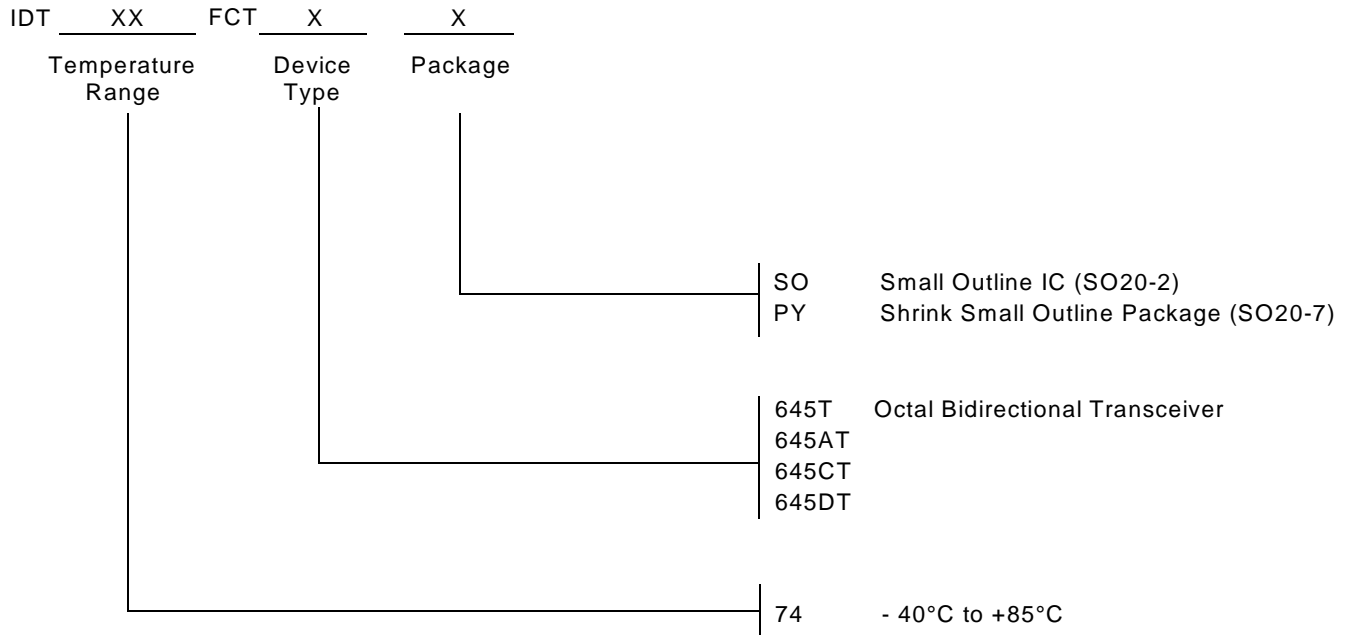 IDT XX FCT X X
Temperature Range
Device Type
Package
SO Small Outline IC (SO20-2)
PY Shrink Small Outline Package (SO20-7)
645T Octal Bidirectional Transceiver
645AT
645CT
645DT
74 - 40°C to +85°C